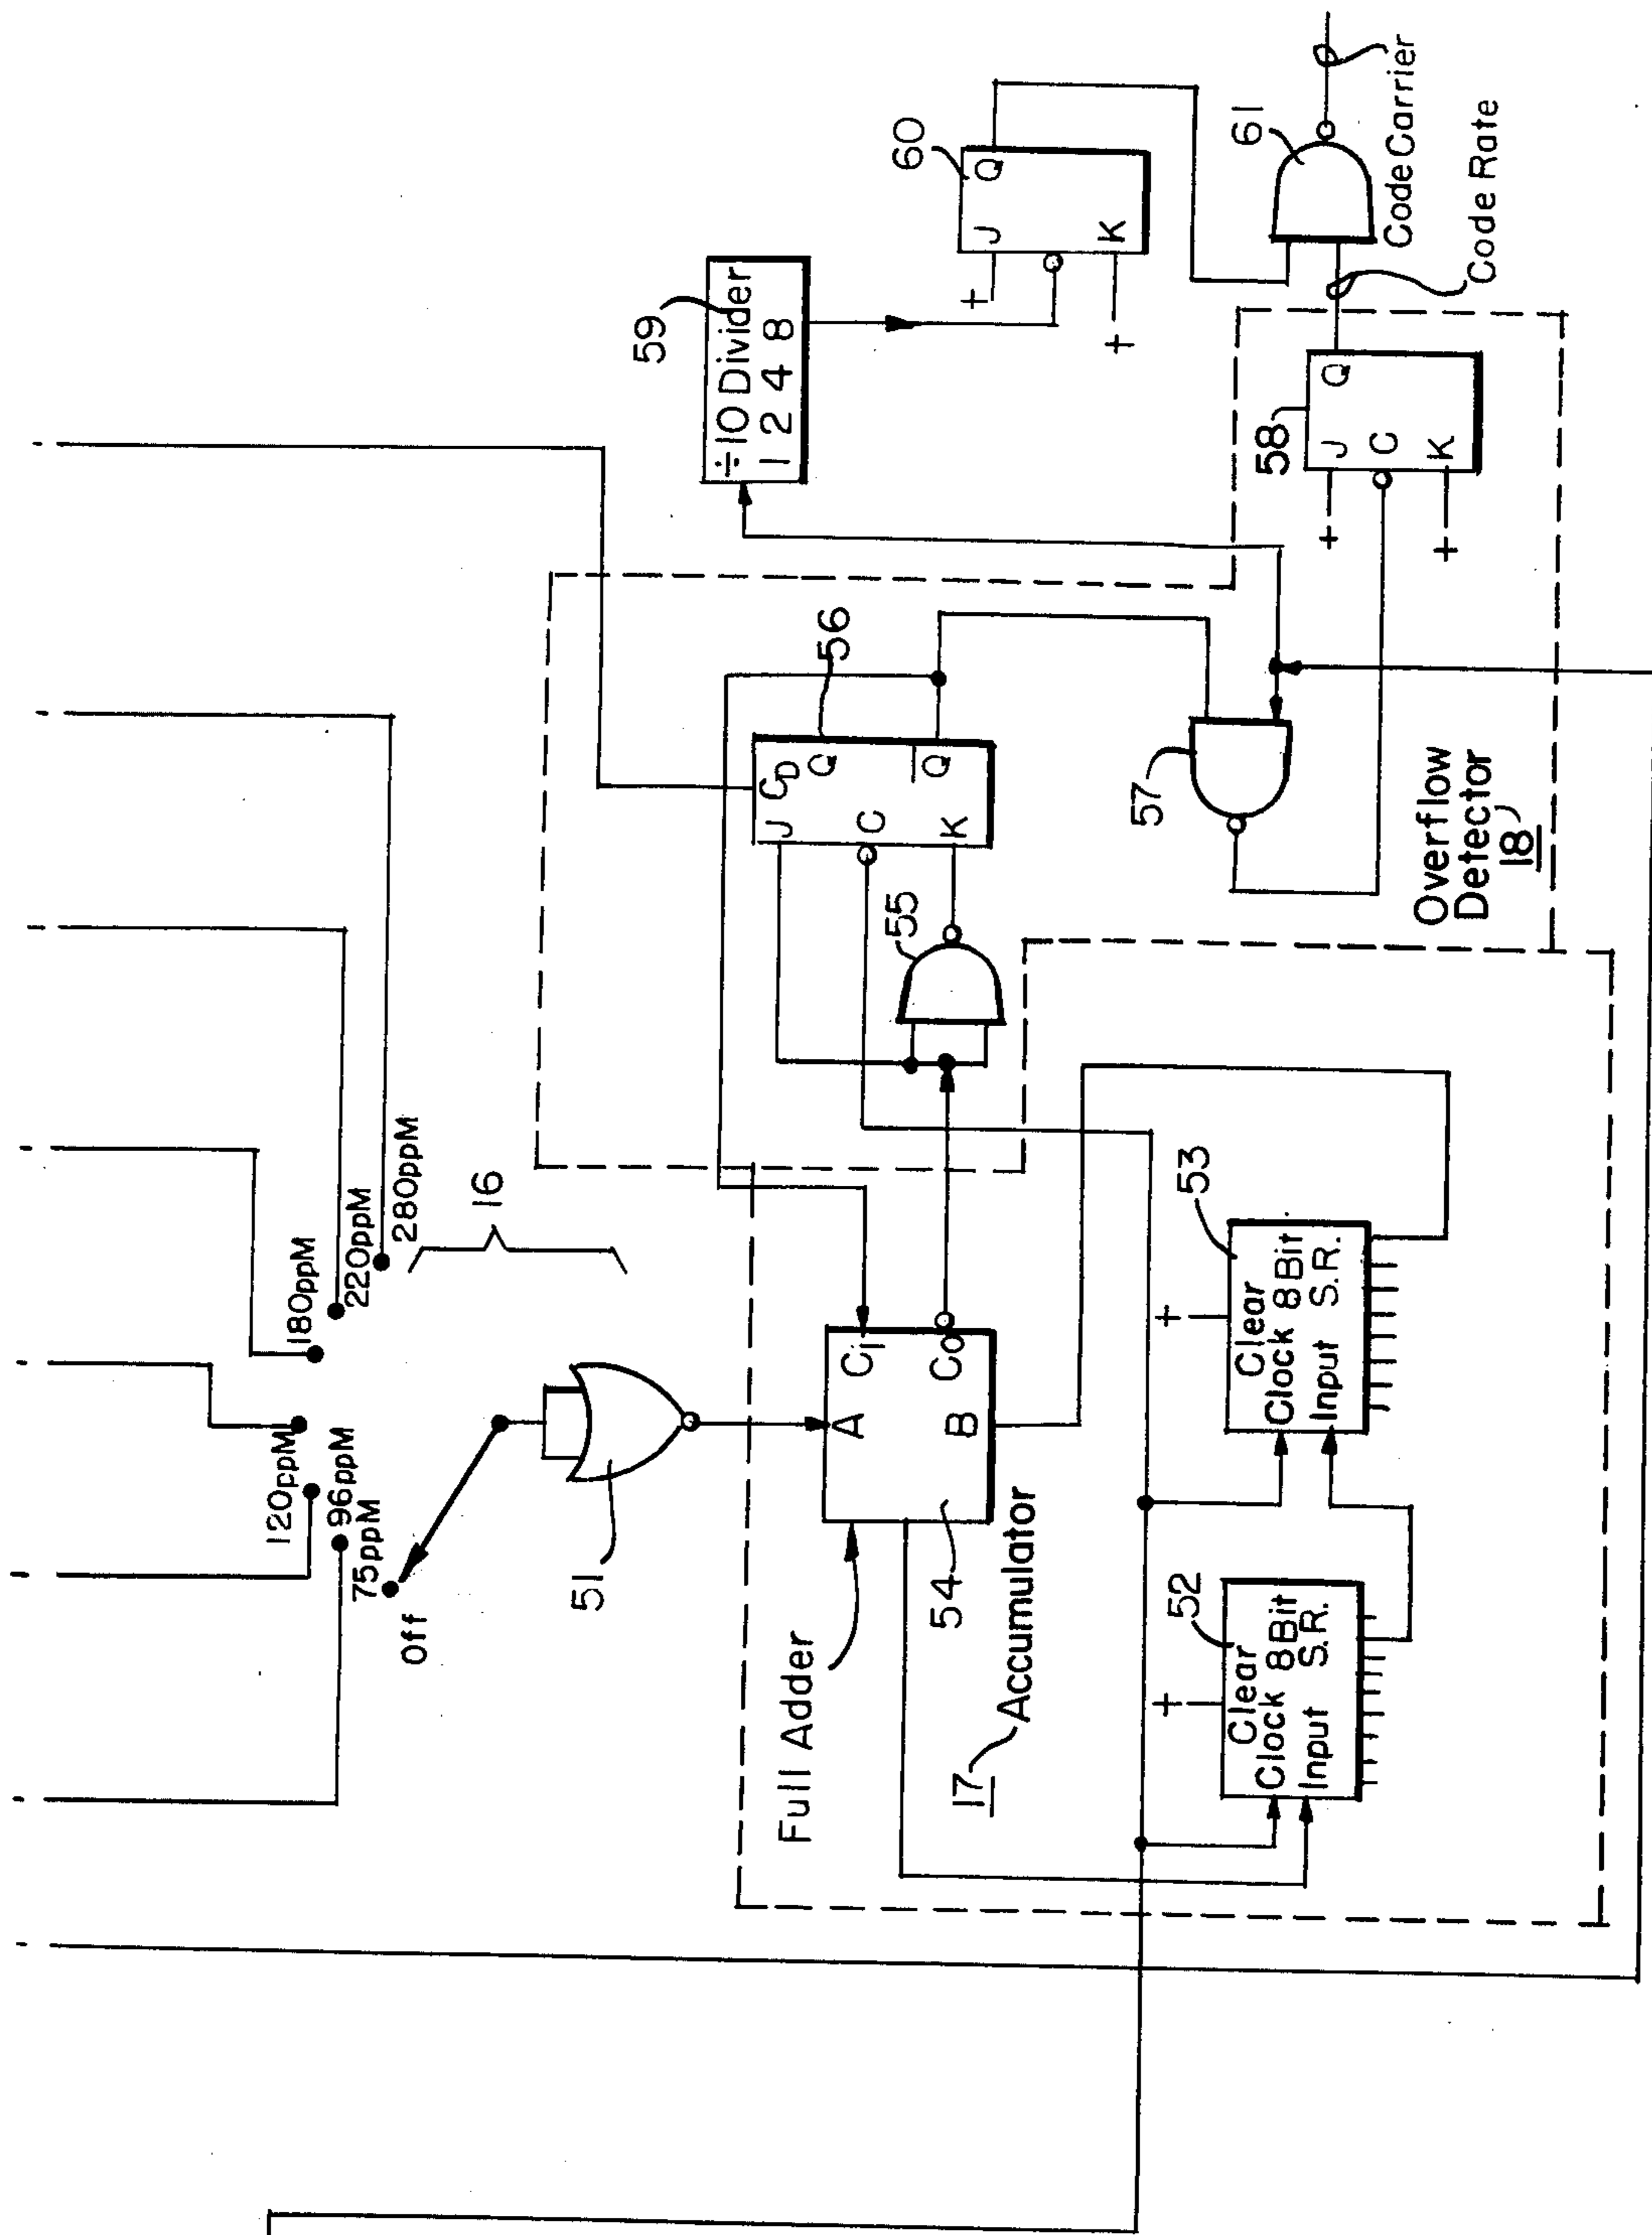 Off
75ppM
96ppM
120ppM
180ppM
220ppM
280ppM
16
51
Full Adder
A
Ci
Co
B
54
17 Accumulator
55
J
CD
C
K
Q
Q
56
59
÷10 Divider
1 2 4 8
60
J
Q
K
52
Clear
Clock 8Bit
Input S.R.
53
Clear
Clock 8Bit
Input S.R.
57
58
J
C
K
Q
61
Code Carrier
Code Rate
Overflow
Detector
18
+
+
+
+
+
+